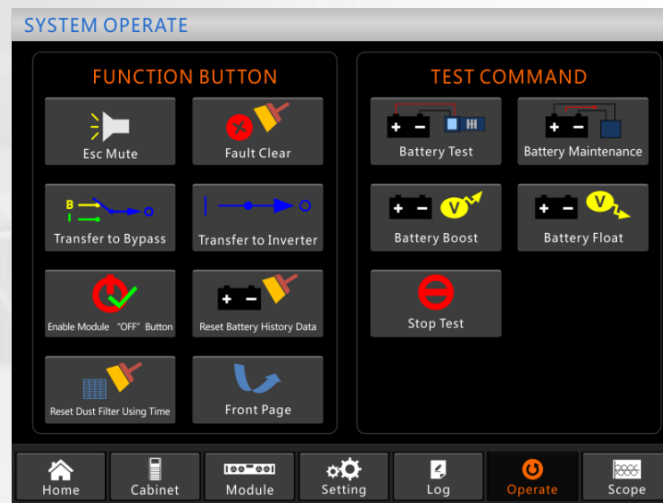 SYSTEM OPERATE
FUNCTION BUTTON
Esc Mute
Fault Clear
B
I
Transfer to Bypass
Transfer to Inverter
Enable Module "OFF" Button
+ -
Reset Battery History Data
Reset Dust Filter Using Time
Front Page
TEST COMMAND
+ -
Battery Test
+ -
Battery Maintenance
+ - V
Battery Boost
+ - V
Battery Float
Stop Test
Home
Cabinet
Module
Setting
Log
Operate
Scope